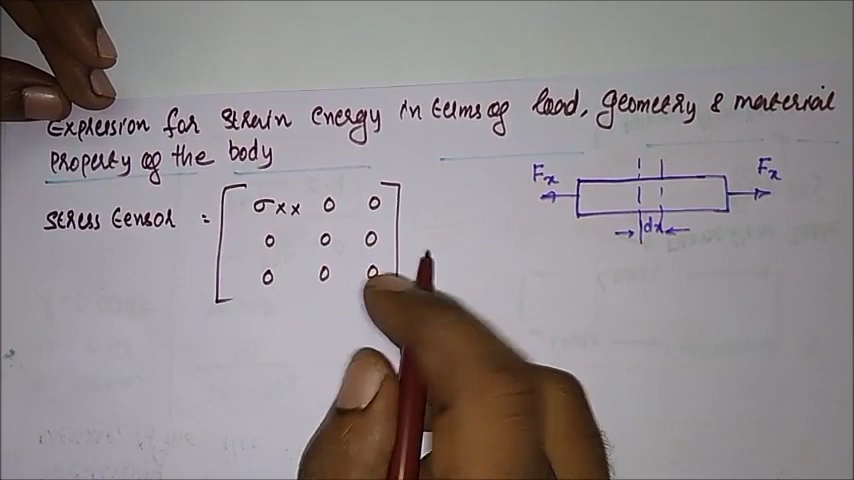 Expression for strain energy in terms of load, geometry & material
property of the body
Fx Fx
stress tensor = σxx 0 0
0 0 0
0 0 0
dx